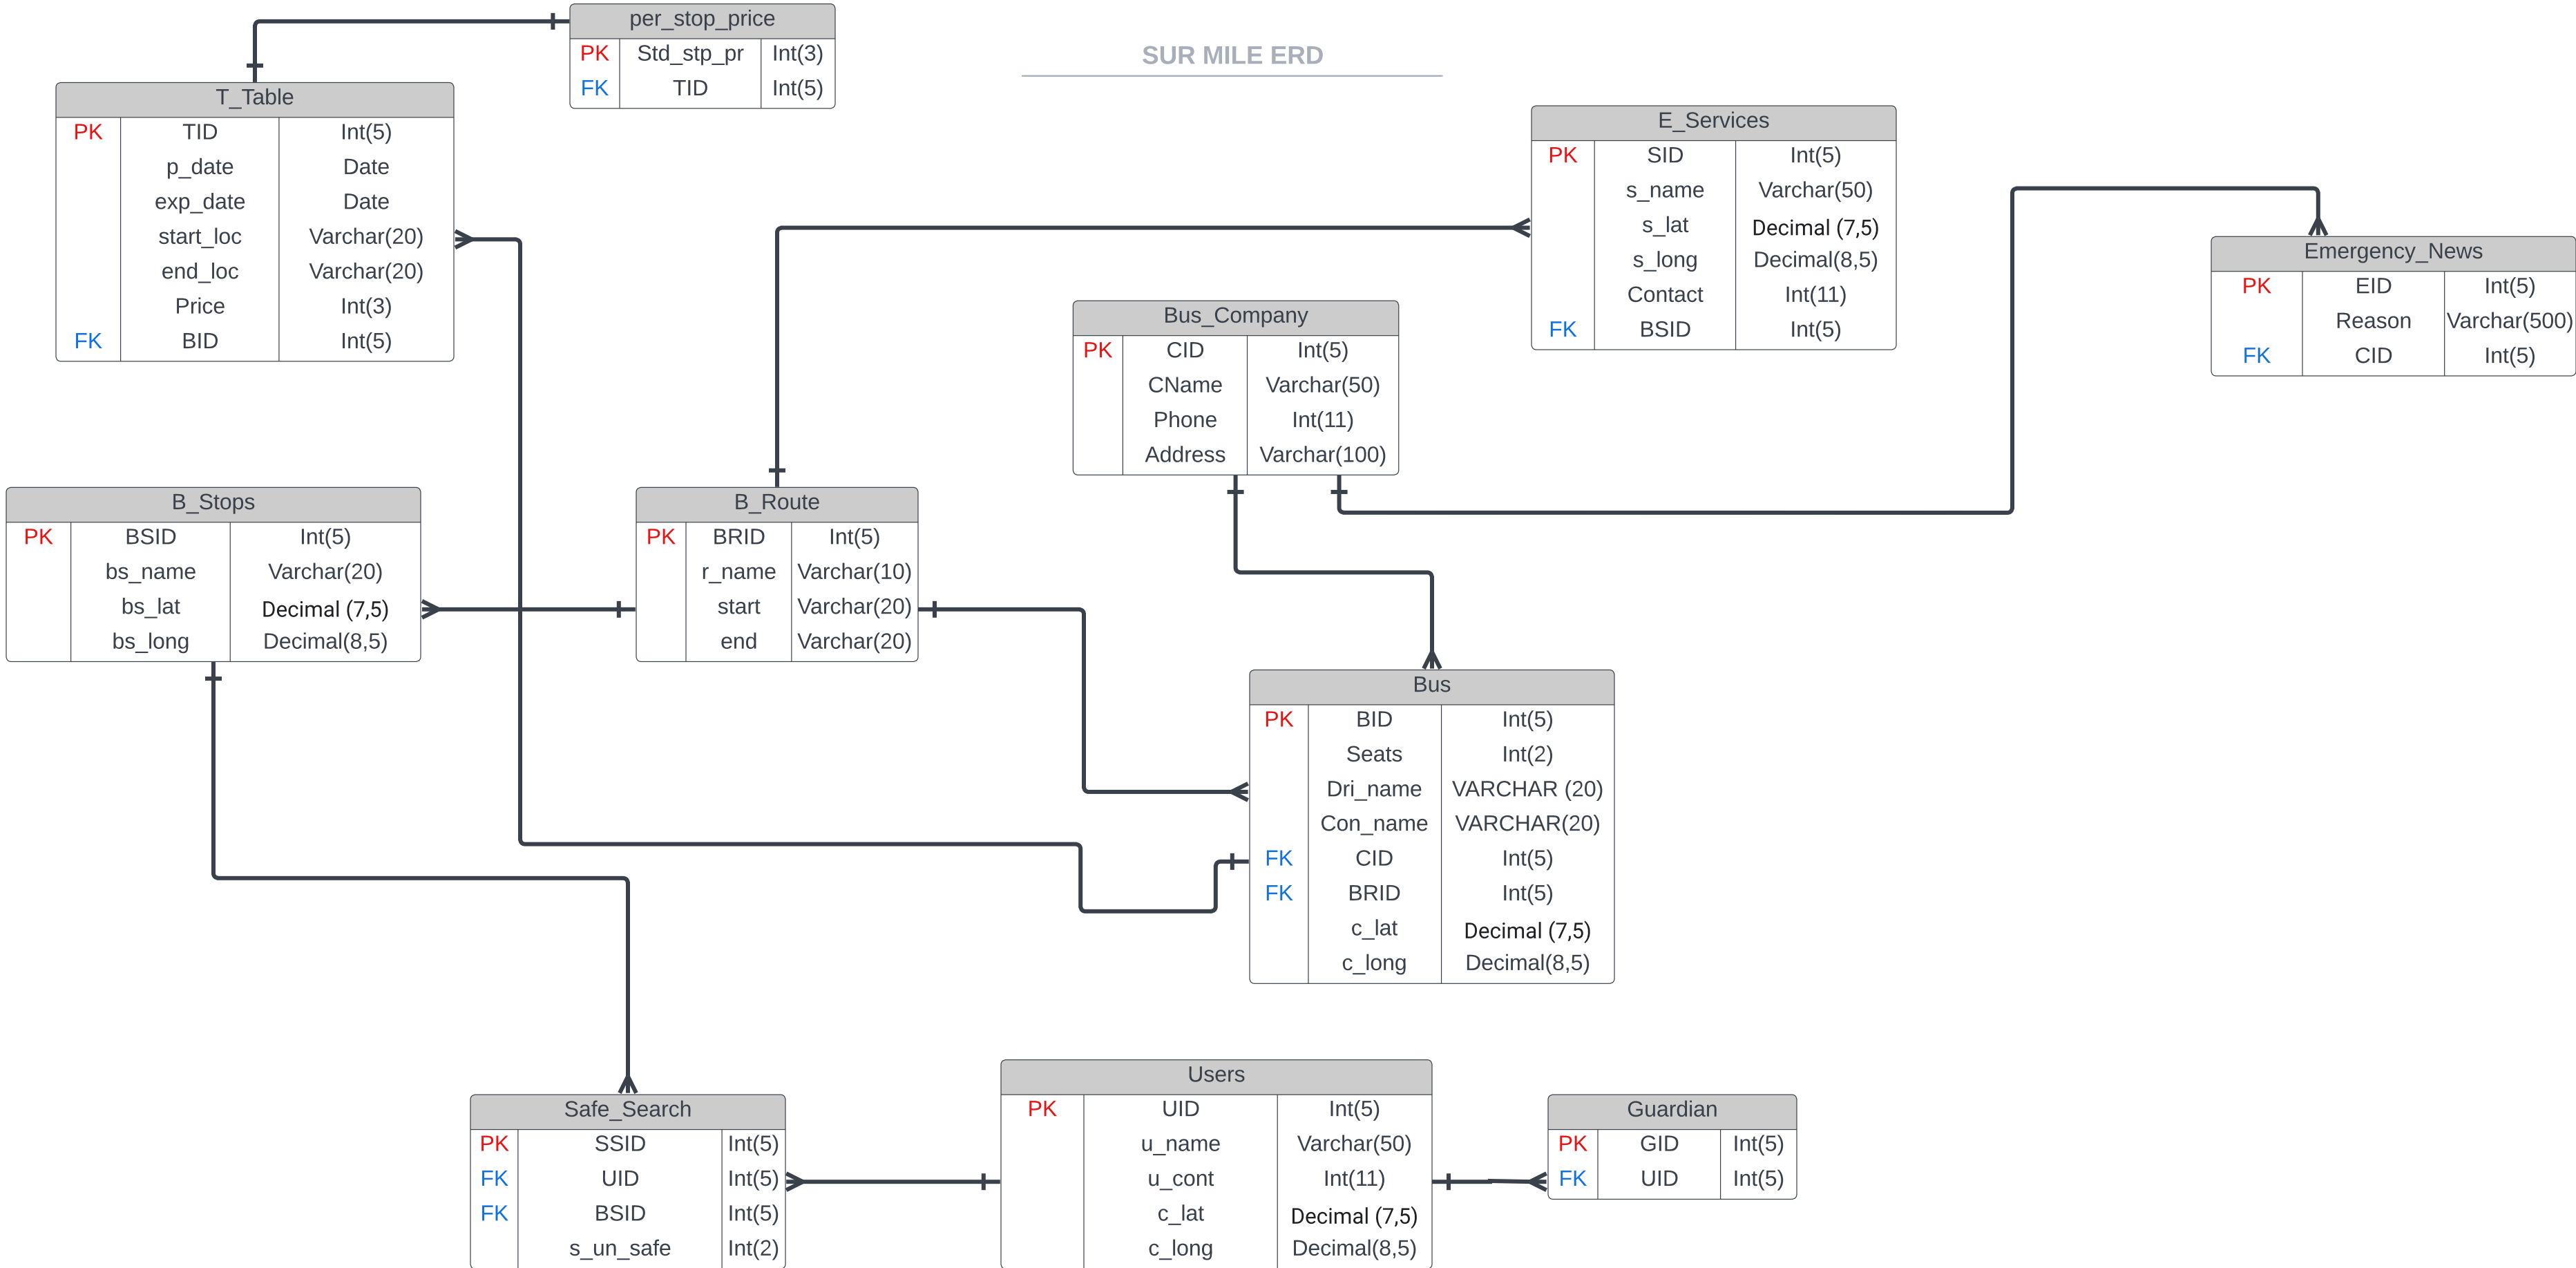 SUR MILE ERD
per_stop_price
PK Std_stp_pr Int(3)
FK TID Int(5)
T_Table
PK TID Int(5)
p_date Date
exp_date Date
start_loc Varchar(20)
end_loc Varchar(20)
Price Int(3)
FK BID Int(5)
E_Services
PK SID Int(5)
s_name Varchar(50)
s_lat Decimal (7,5)
s_long Decimal(8,5)
Contact Int(11)
FK BSID Int(5)
Emergency_News
PK EID Int(5)
Reason Varchar(500)
FK CID Int(5)
Bus_Company
PK CID Int(5)
CName Varchar(50)
Phone Int(11)
Address Varchar(100)
B_Stops
PK BSID Int(5)
bs_name Varchar(20)
bs_lat Decimal (7,5)
bs_long Decimal(8,5)
B_Route
PK BRID Int(5)
r_name Varchar(10)
start Varchar(20)
end Varchar(20)
Bus
PK BID Int(5)
Seats Int(2)
Dri_name VARCHAR (20)
Con_name VARCHAR(20)
FK CID Int(5)
FK BRID Int(5)
c_lat Decimal (7,5)
c_long Decimal(8,5)
Safe_Search
PK SSID Int(5)
FK UID Int(5)
FK BSID Int(5)
s_un_safe Int(2)
Users
PK UID Int(5)
u_name Varchar(50)
u_cont Int(11)
c_lat Decimal (7,5)
c_long Decimal(8,5)
Guardian
PK GID Int(5)
FK UID Int(5)